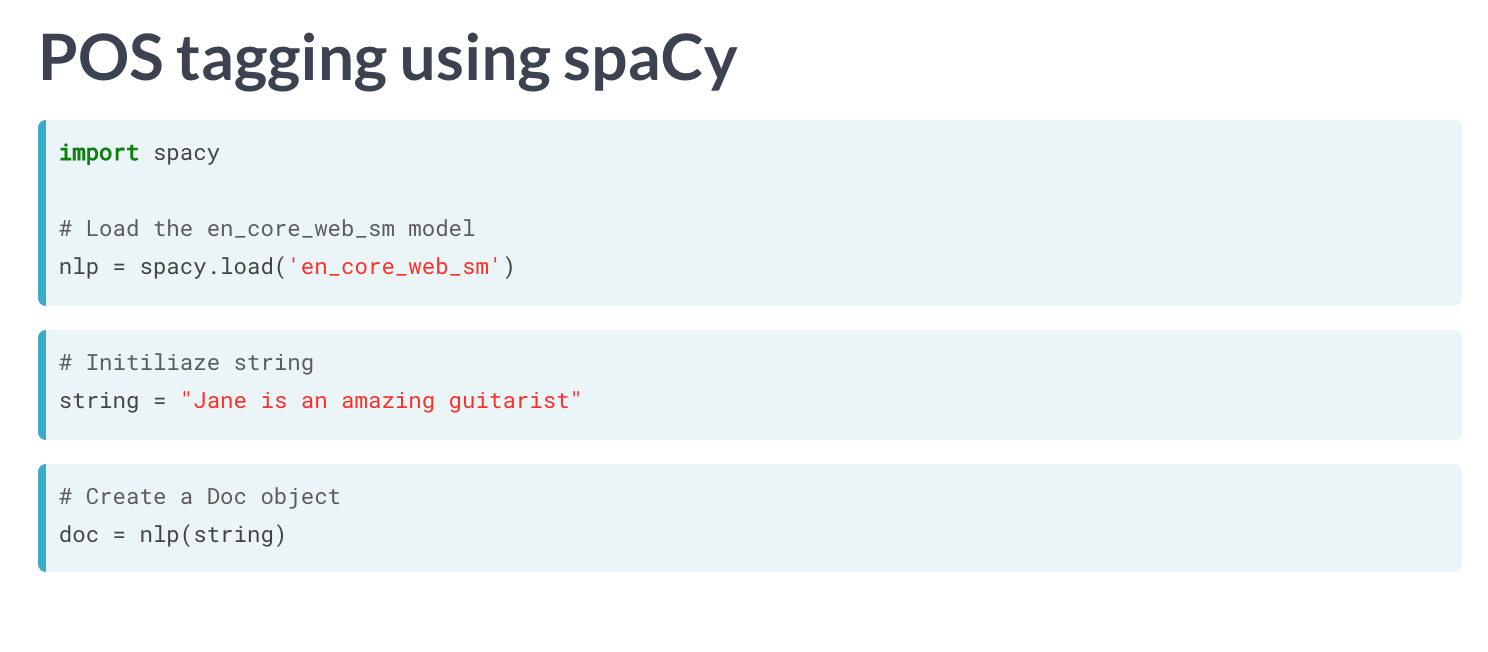 POS tagging using spaCy
import spacy
# Load the en_core_web_sm model
nlp = spacy.load('en_core_web_sm')
# Initiliaze string
string = "Jane is an amazing guitarist"
# Create a Doc object
doc = nlp(string)